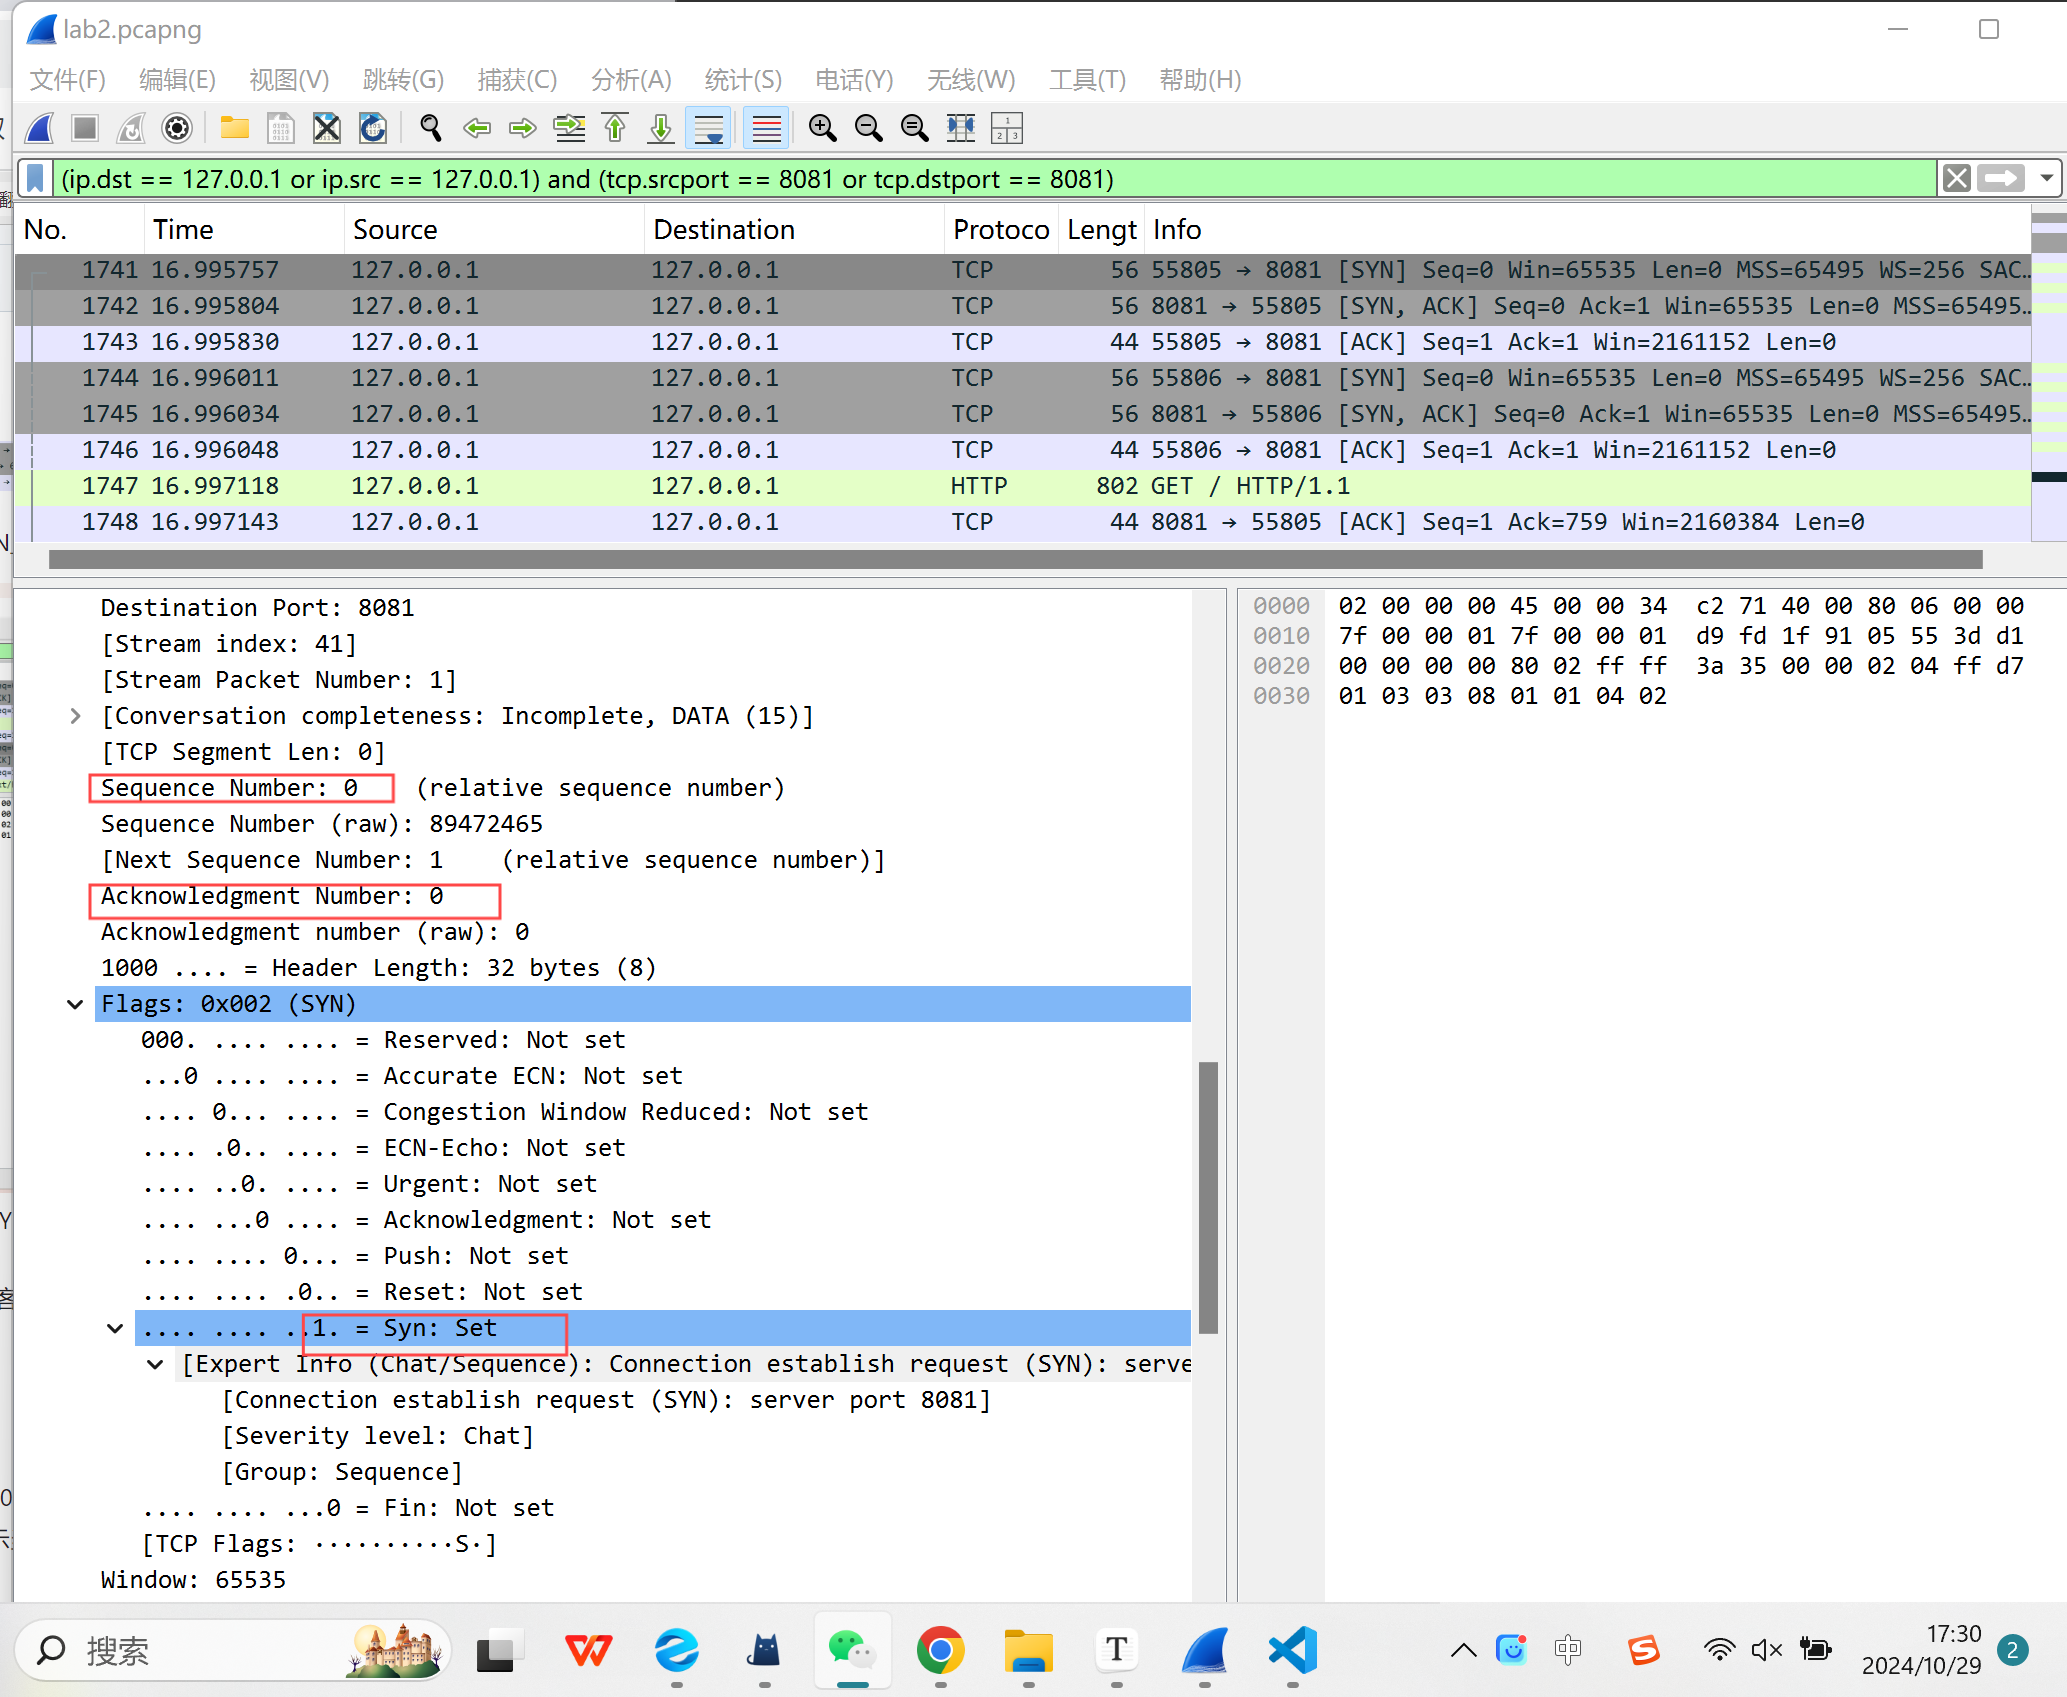 lab2.pcapng
文件(F) 编辑(E) 视图(V) 跳转(G) 捕获(C) 分析(A) 统计(S) 电话(Y) 无线(W) 工具(T) 帮助(H)
(ip.dst == 127.0.0.1 or ip.src == 127.0.0.1) and (tcp.srcport == 8081 or tcp.dstport == 8081)
No. Time Source Destination Protoco Lengt Info
1741 16.995757 127.0.0.1 127.0.0.1 TCP 56 55805 → 8081 [SYN] Seq=0 Win=65535 Len=0 MSS=65495 WS=256 SAC…
1742 16.995804 127.0.0.1 127.0.0.1 TCP 56 8081 → 55805 [SYN, ACK] Seq=0 Ack=1 Win=65535 Len=0 MSS=65495…
1743 16.995830 127.0.0.1 127.0.0.1 TCP 44 55805 → 8081 [ACK] Seq=1 Ack=1 Win=2161152 Len=0
1744 16.996011 127.0.0.1 127.0.0.1 TCP 56 55806 → 8081 [SYN] Seq=0 Win=65535 Len=0 MSS=65495 WS=256 SAC…
1745 16.996034 127.0.0.1 127.0.0.1 TCP 56 8081 → 55806 [SYN, ACK] Seq=0 Ack=1 Win=65535 Len=0 MSS=65495…
1746 16.996048 127.0.0.1 127.0.0.1 TCP 44 55806 → 8081 [ACK] Seq=1 Ack=1 Win=2161152 Len=0
1747 16.997118 127.0.0.1 127.0.0.1 HTTP 802 GET / HTTP/1.1
1748 16.997143 127.0.0.1 127.0.0.1 TCP 44 8081 → 55805 [ACK] Seq=1 Ack=759 Win=2160384 Len=0
Destination Port: 8081
[Stream index: 41]
[Stream Packet Number: 1]
[Conversation completeness: Incomplete, DATA (15)]
[TCP Segment Len: 0]
Sequence Number: 0 (relative sequence number)
Sequence Number (raw): 89472465
[Next Sequence Number: 1 (relative sequence number)]
Acknowledgment Number: 0
Acknowledgment number (raw): 0
1000 .... = Header Length: 32 bytes (8)
Flags: 0x002 (SYN)
000. .... .... = Reserved: Not set
...0 .... .... = Accurate ECN: Not set
.... 0... .... = Congestion Window Reduced: Not set
.... .0.. .... = ECN-Echo: Not set
.... ..0. .... = Urgent: Not set
.... ...0 .... = Acknowledgment: Not set
.... .... 0... = Push: Not set
.... .... .0.. = Reset: Not set
.... .... ..1. = Syn: Set
[Expert Info (Chat/Sequence): Connection establish request (SYN): serve
[Connection establish request (SYN): server port 8081]
[Severity level: Chat]
[Group: Sequence]
.... .... ...0 = Fin: Not set
[TCP Flags: ··········S·]
Window: 65535
0000 02 00 00 00 45 00 00 34 c2 71 40 00 80 06 00 00
0010 7f 00 00 01 7f 00 00 01 d9 fd 1f 91 05 55 3d d1
0020 00 00 00 00 80 02 ff ff 3a 35 00 00 02 04 ff d7
0030 01 03 03 08 01 01 04 02
搜索
T
中
17:30
2024/10/29
2